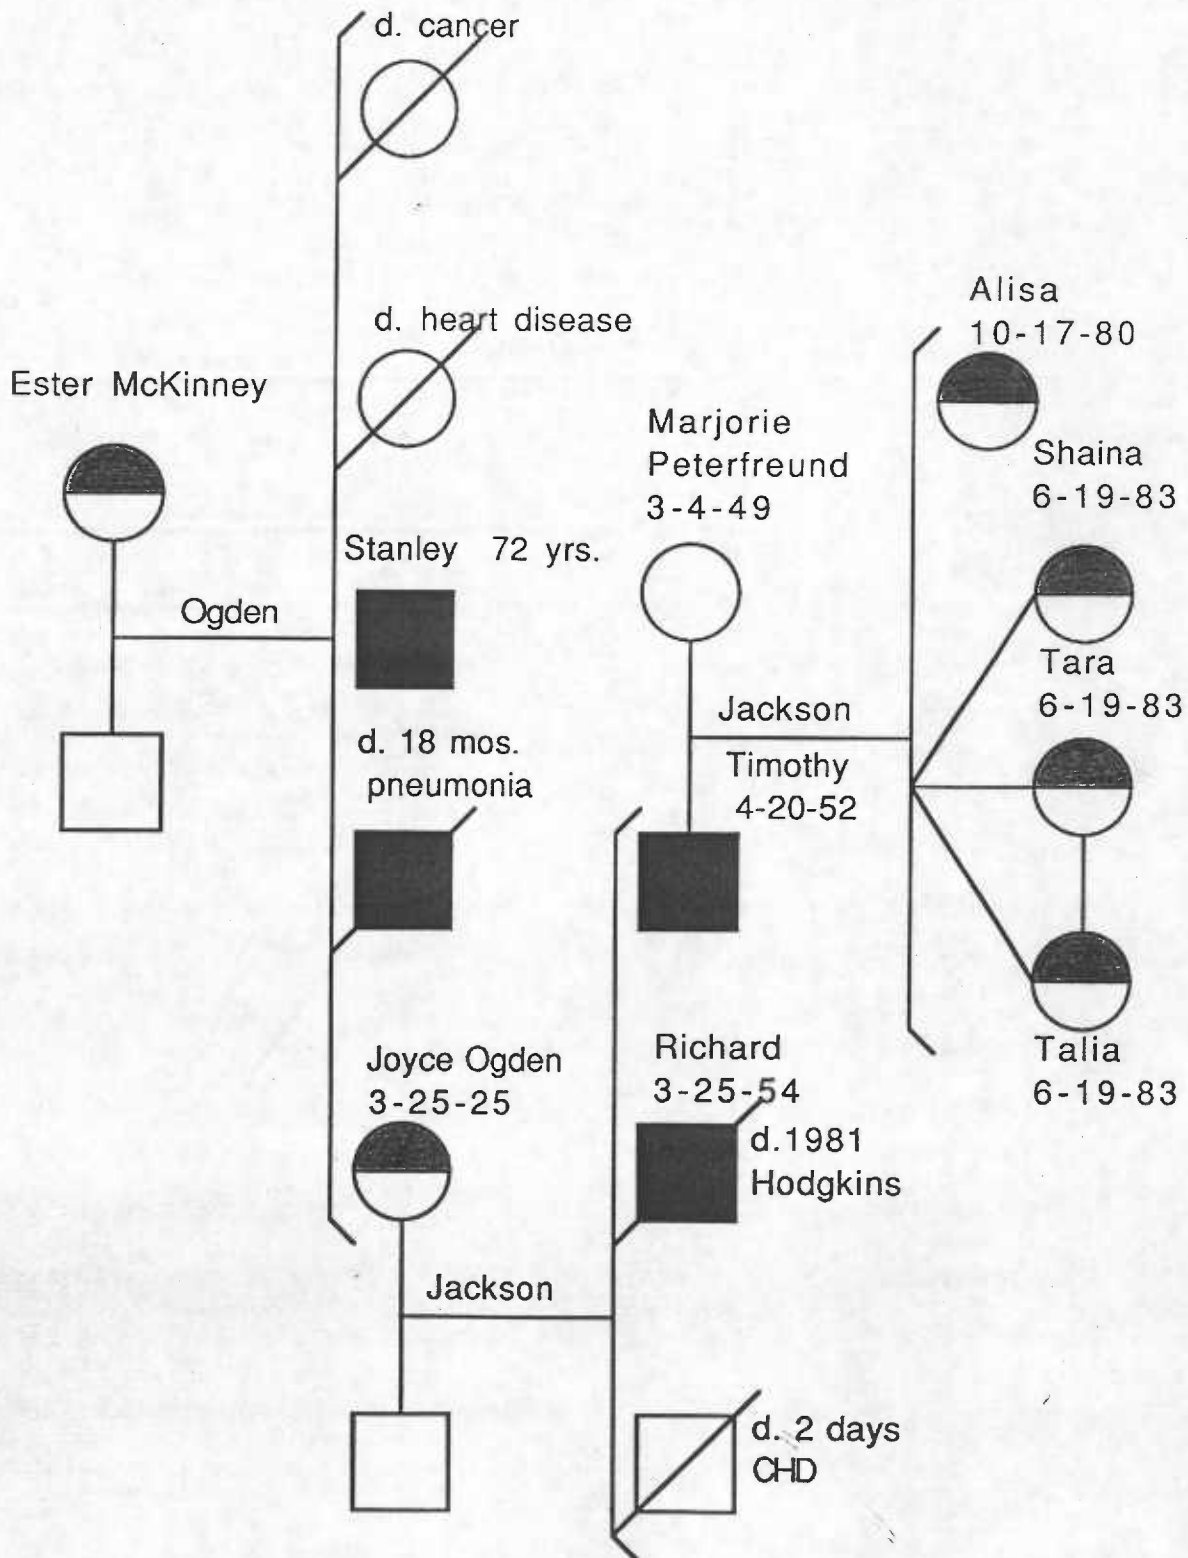 d. cancer
d. heart disease
Ester McKinney
Stanley 72 yrs.
Ogden
d. 18 mos.
pneumonia
Joyce Ogden
3-25-25
Jackson
Marjorie
Peterfreund
3-4-49
Jackson
Timothy
4-20-52
Richard
3-25-54
d.1981
Hodgkins
d. 2 days
CHD
Alisa
10-17-80
Shaina
6-19-83
Tara
6-19-83
Talia
6-19-83